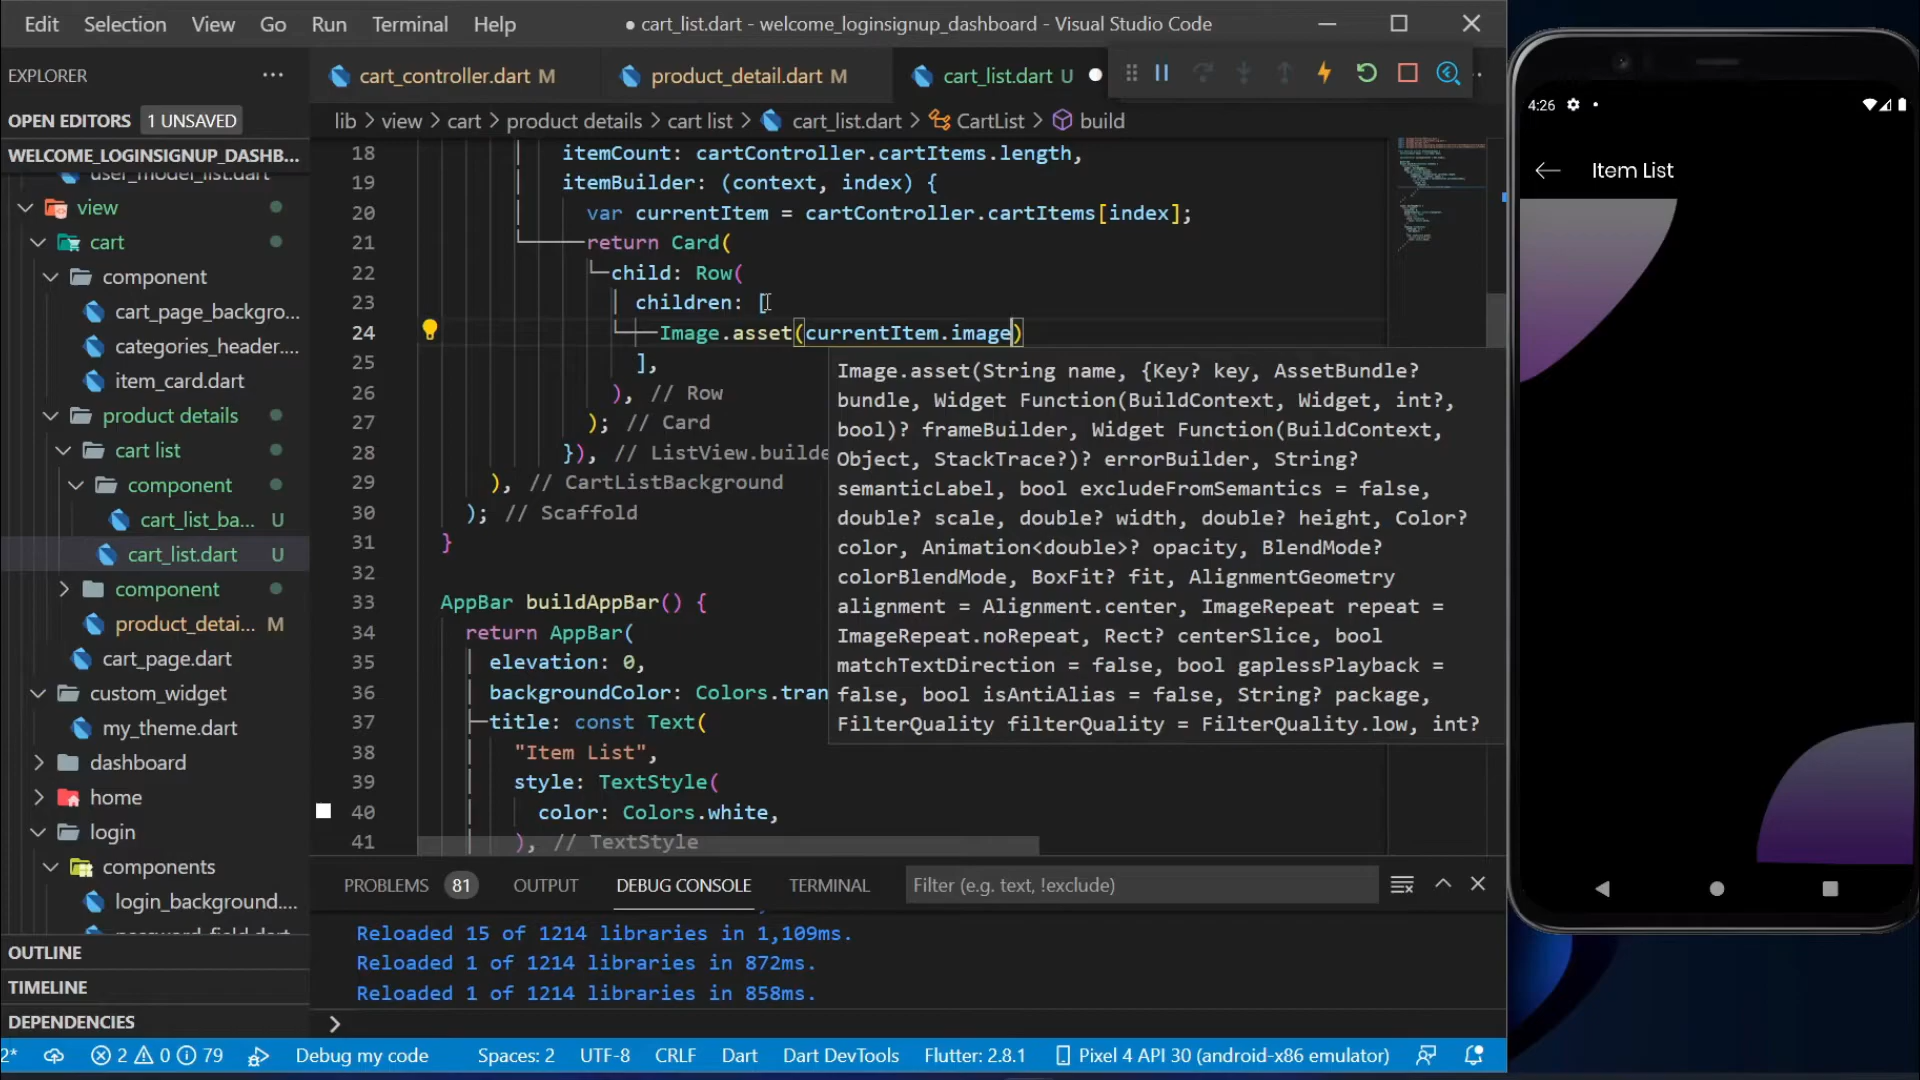 Edit Selection View Go Run Terminal Help
● cart_list.dart - welcome_loginsignup_dashboard - Visual Studio Code
EXPLORER
OPEN EDITORS 1 UNSAVED
WELCOME_LOGINSIGNUP_DASHB...
user_model_list.dart
view
cart
component
cart_page_backgro...
categories_header....
item_card.dart
product details
cart list
component
cart_list_ba... U
cart_list.dart U
component
product_detai... M
cart_page.dart
custom_widget
my_theme.dart
dashboard
home
login
components
login_background....
password_field.dart
OUTLINE
TIMELINE
DEPENDENCIES
cart_controller.dart M
product_detail.dart M
cart_list.dart U
lib > view > cart > product details > cart list > cart_list.dart > CartList > build
18 itemCount: cartController.cartItems.length,
19 itemBuilder: (context, index) {
20 var currentItem = cartController.cartItems[index];
21 return Card(
22 child: Row(
23 children: [
24 Image.asset(currentItem.image)
25 ],
26 ), // Row
27 ); // Card
28 }), // ListView.builde
29 ), // CartListBackground
30 ); // Scaffold
31 }
32
33 AppBar buildAppBar() {
34 return AppBar(
35 elevation: 0,
36 backgroundColor: Colors.tran
37 title: const Text(
38 "Item List",
39 style: TextStyle(
40 color: Colors.white,
41 ), // TextStyle
Image.asset(String name, {Key? key, AssetBundle?
bundle, Widget Function(BuildContext, Widget, int?,
bool)? frameBuilder, Widget Function(BuildContext,
Object, StackTrace?)? errorBuilder, String?
semanticLabel, bool excludeFromSemantics = false,
double? scale, double? width, double? height, Color?
color, Animation<double>? opacity, BlendMode?
colorBlendMode, BoxFit? fit, AlignmentGeometry
alignment = Alignment.center, ImageRepeat repeat =
ImageRepeat.noRepeat, Rect? centerSlice, bool
matchTextDirection = false, bool gaplessPlayback =
false, bool isAntiAlias = false, String? package,
FilterQuality filterQuality = FilterQuality.low, int?
PROBLEMS 81 OUTPUT DEBUG CONSOLE TERMINAL
Filter (e.g. text, !exclude)
Reloaded 15 of 1214 libraries in 1,109ms.
Reloaded 1 of 1214 libraries in 872ms.
Reloaded 1 of 1214 libraries in 858ms.
>
2* 2 0 79 Debug my code Spaces: 2 UTF-8 CRLF Dart Dart DevTools Flutter: 2.8.1 Pixel 4 API 30 (android-x86 emulator)
4:26
Item List